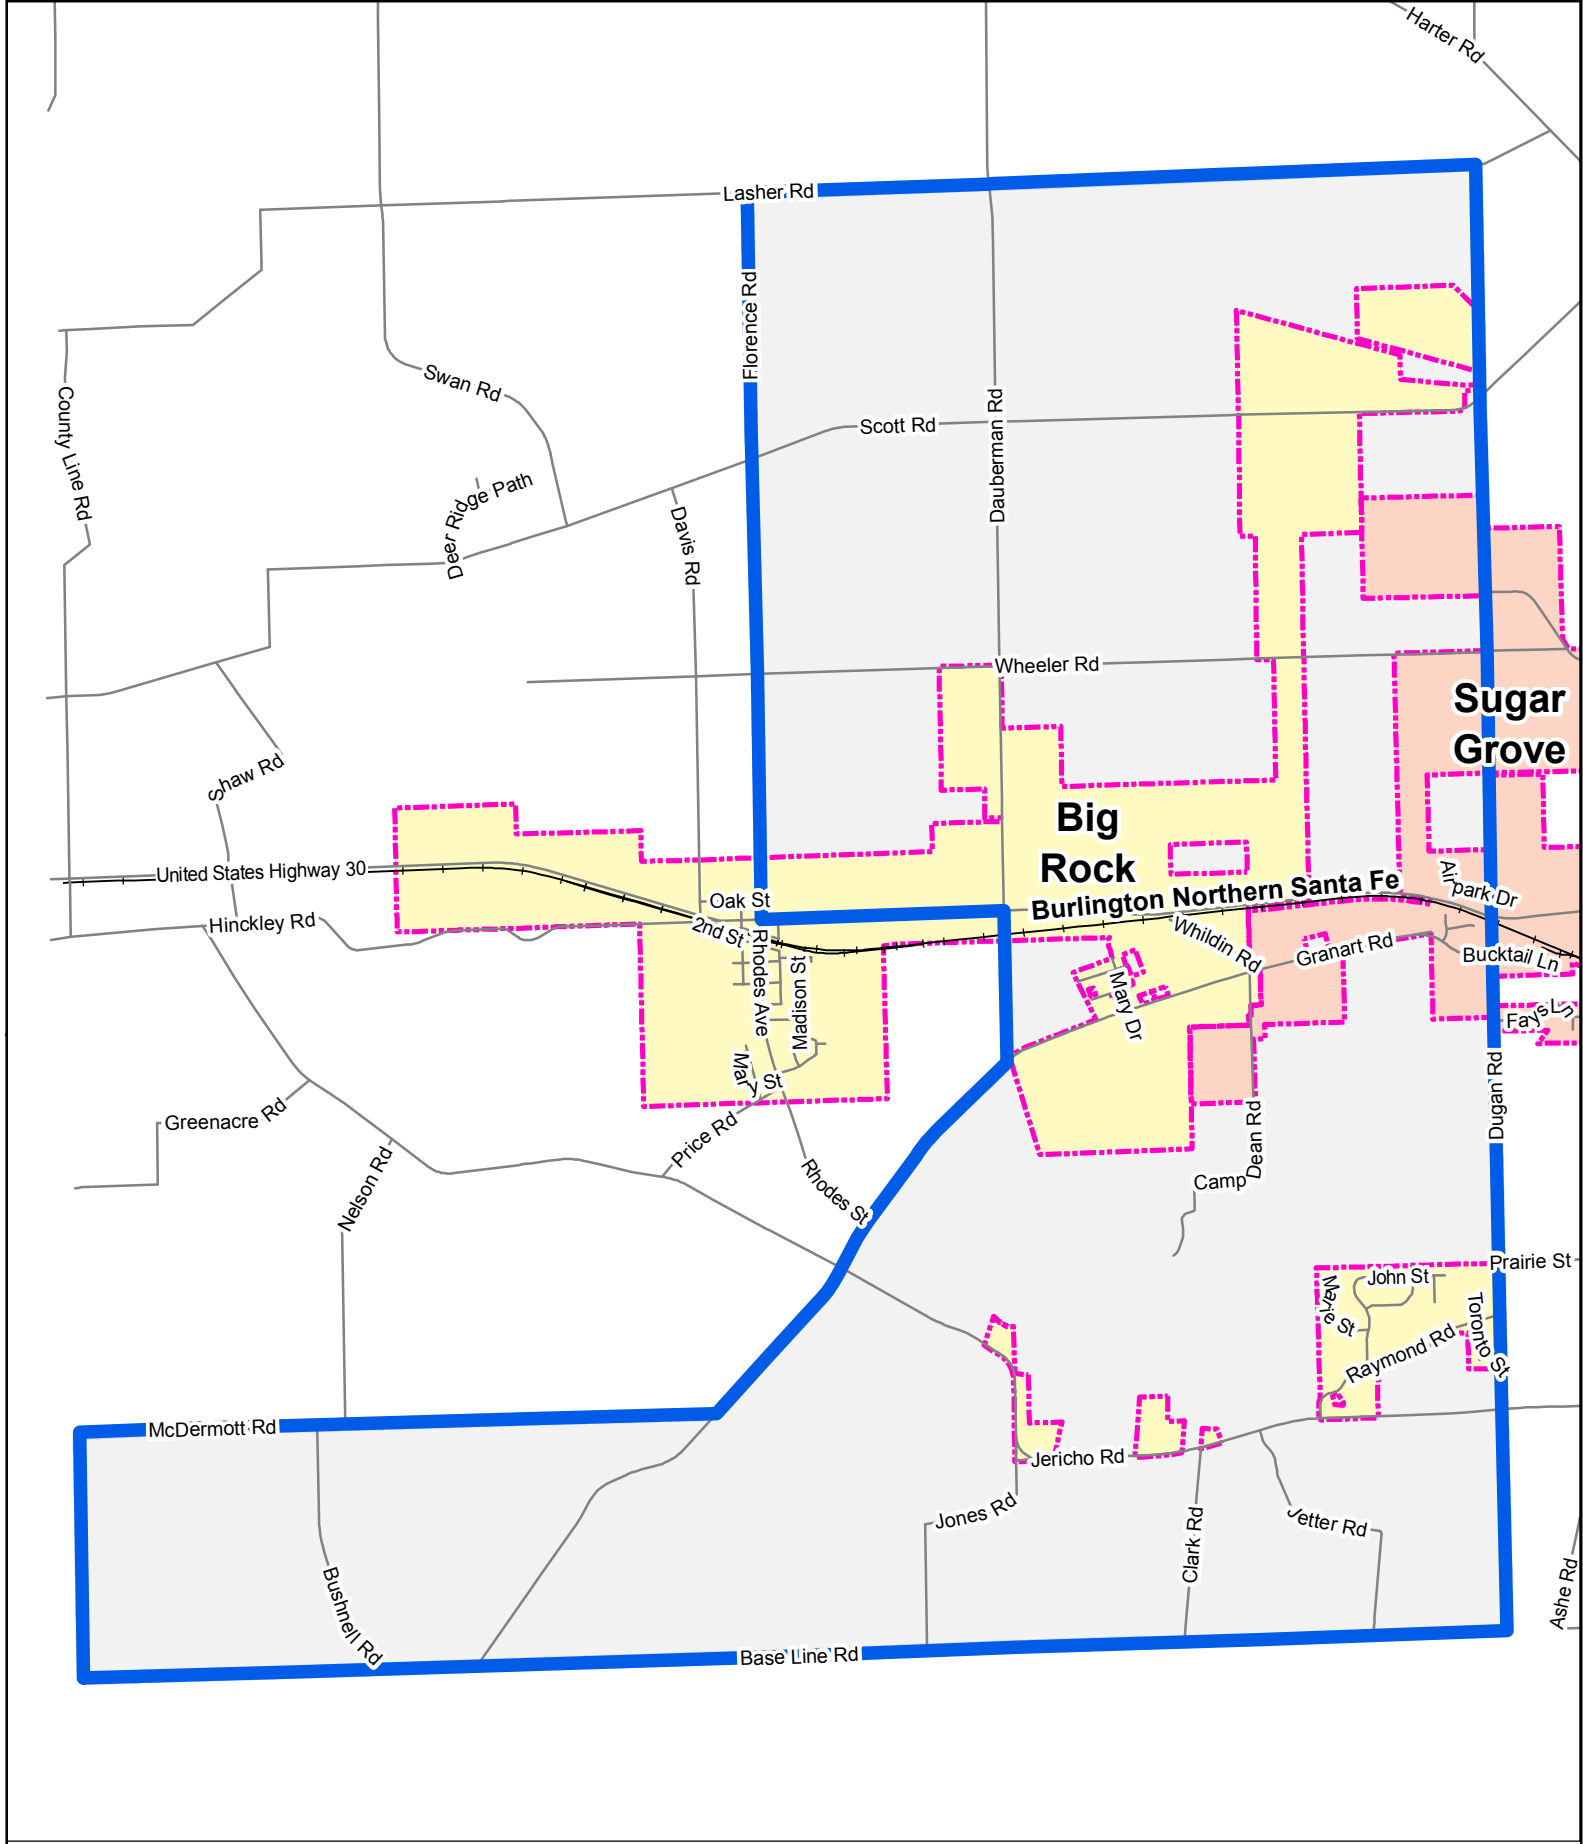 Harter Rd
Lasher Rd
Florence Rd
Swan Rd
County Line Rd
Scott Rd
Dauberman Rd
Deer Ridge Path
Davis Rd
Wheeler Rd
Sugar
Grove
Shaw Rd
Big
Rock
United States Highway 30
Burlington Northern Santa Fe
Airpark Dr
Oak St
Hinckley Rd
2nd St
Whildin Rd
Granart Rd
Bucktail Ln
Rhodes Ave
Madison St
Mary Dr
Fays Ln
Mary St
Dugan Rd
Greenacre Rd
Price Rd
Dean Rd
Camp
Nelson Rd
Rhodes St
Prairie St
John St
Marie St
Toronto St
Raymond Rd
McDermott Rd
Jericho Rd
Jones Rd
Clark Rd
Jetter Rd
Ashe Rd
Bushnell Rd
Base Line Rd